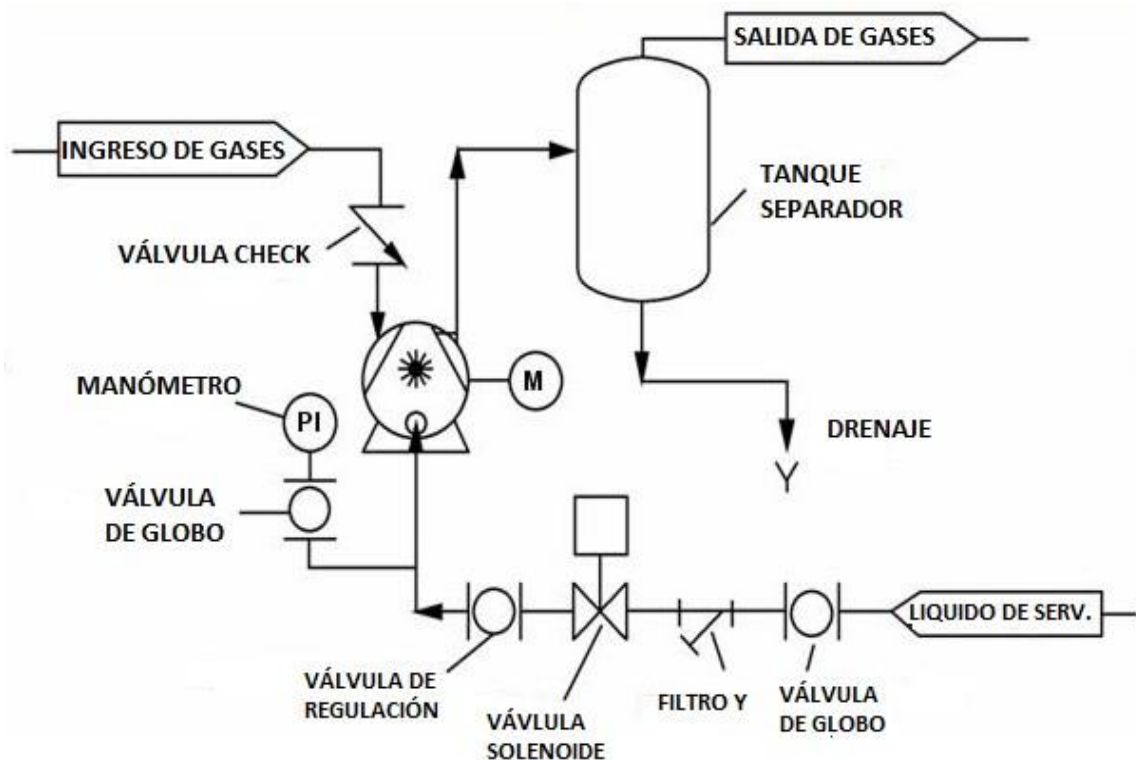 SALIDA DE GASES
INGRESO DE GASES
TANQUE
SEPARADOR
VÁLVULA CHECK
MANÓMETRO
M
PI
DRENAJE
VÁLVULA
DE GLOBO
LIQUIDO DE SERV.
VÁLVULA DE
REGULACIÓN
VÁVLULA
SOLENOIDE
FILTRO Y
VÁLVULA
DE GLOBO